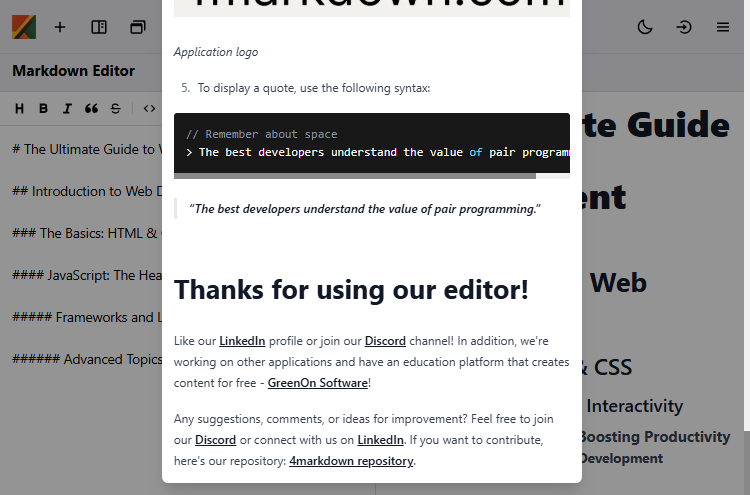 4markdown.com
Application logo
5. To display a quote, use the following syntax:
// Remember about space
> The best developers understand the value of pair program
“The best developers understand the value of pair programming.”
Thanks for using our editor!
Like our LinkedIn profile or join our Discord channel! In addition, we're
working on other applications and have an education platform that creates
content for free - GreenOn Software!
Any suggestions, comments, or ideas for improvement? Feel free to join
our Discord or connect with us on LinkedIn. If you want to contribute,
here's our repository: 4markdown repository.
Markdown Editor
H B I S <>
# The Ultimate Guide to
## Introduction to Web
### The Basics: HTML &
#### JavaScript: The
##### Frameworks and
###### Advanced Topics
Guide
Web
& CSS
Interactivity
Boosting Productivity
Development